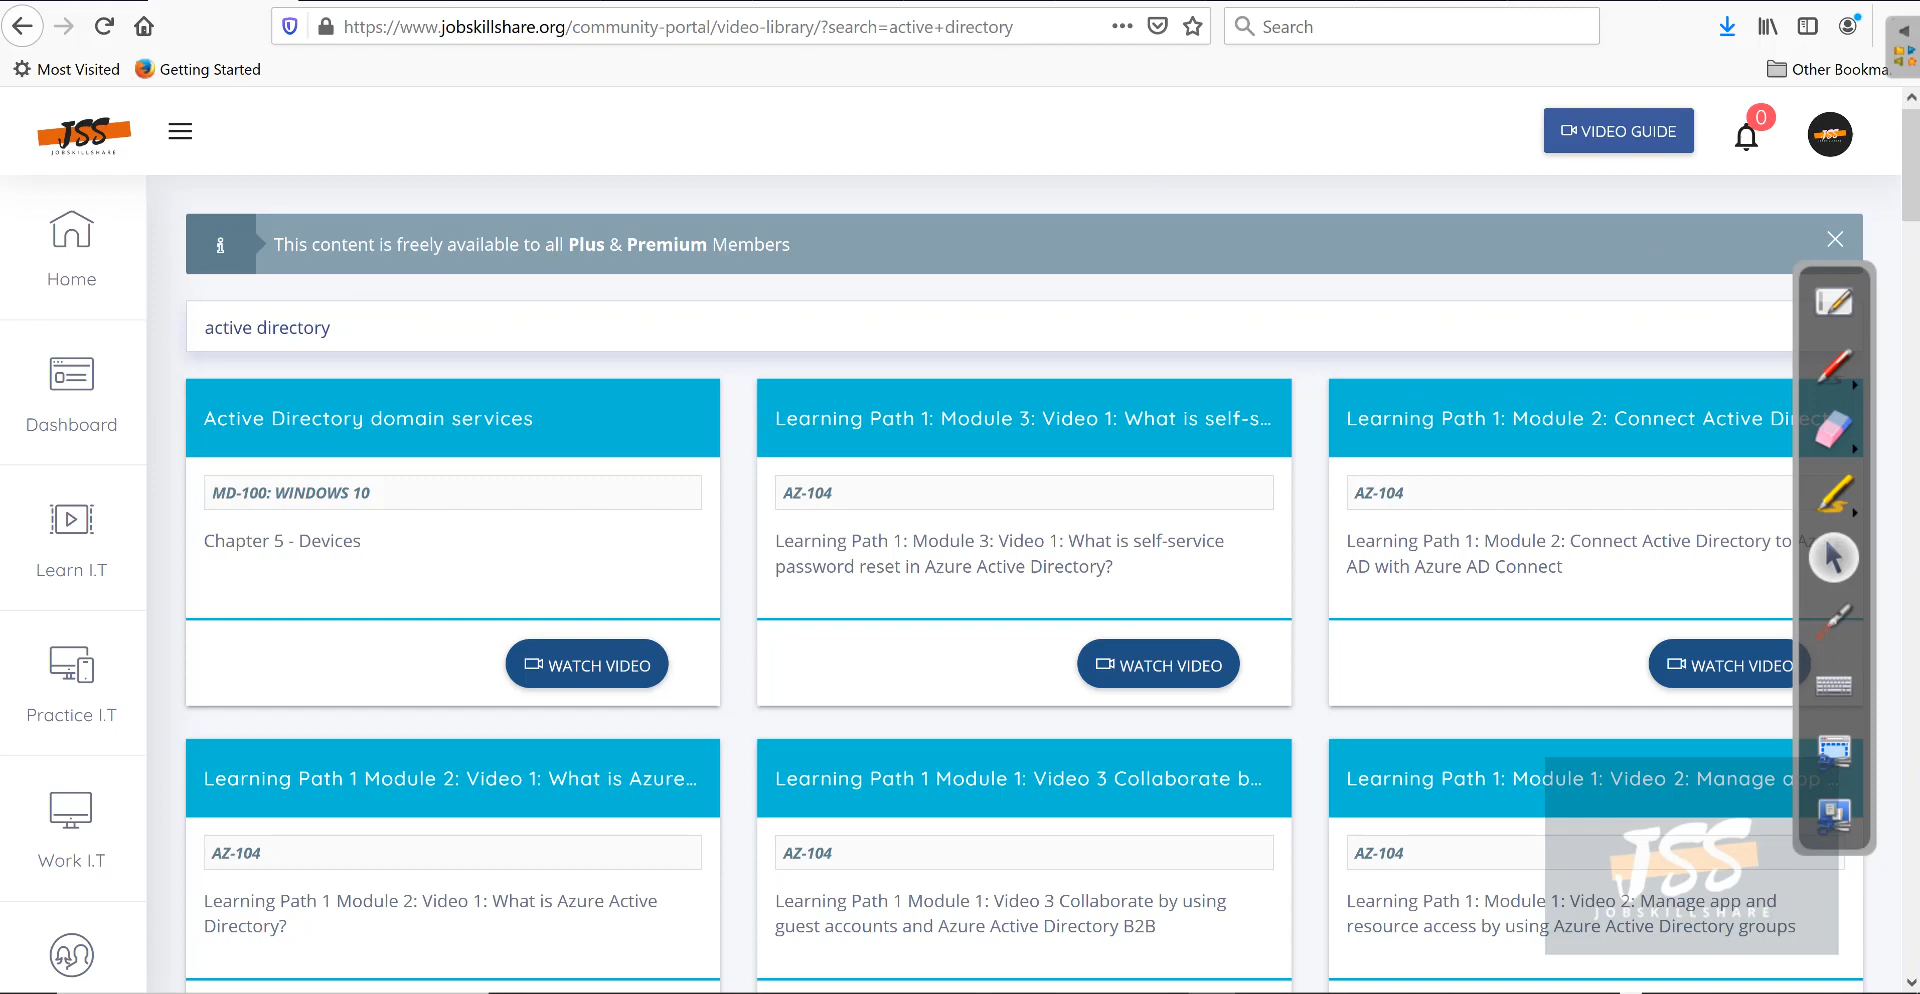 https://www.jobskillshare.org/community-portal/video-library/?search=active+directory
Search
Most Visited
Getting Started
Other Bookma
JSS
JOBSKILLSHARE
VIDEO GUIDE
0
JSS
Home
Dashboard
Learn I.T
Practice I.T
Work I.T
This content is freely available to all Plus & Premium Members
active directory
Active Directory domain services
MD-100: WINDOWS 10
Chapter 5 - Devices
WATCH VIDEO
Learning Path 1: Module 3: Video 1: What is self-s...
AZ-104
Learning Path 1: Module 3: Video 1: What is self-service
password reset in Azure Active Directory?
WATCH VIDEO
Learning Path 1: Module 2: Connect Active Direc
AZ-104
Learning Path 1: Module 2: Connect Active Directory to Az
AD with Azure AD Connect
WATCH VIDEO
Learning Path 1 Module 2: Video 1: What is Azure...
AZ-104
Learning Path 1 Module 2: Video 1: What is Azure Active
Directory?
Learning Path 1 Module 1: Video 3 Collaborate b...
AZ-104
Learning Path 1 Module 1: Video 3 Collaborate by using
guest accounts and Azure Active Directory B2B
Learning Path 1: Module 1: Video 2: Manage app ...
AZ-104
Learning Path 1: Module 1: Video 2: Manage app and
resource access by using Azure Active Directory groups
JSS
JOBSKILLSHARE